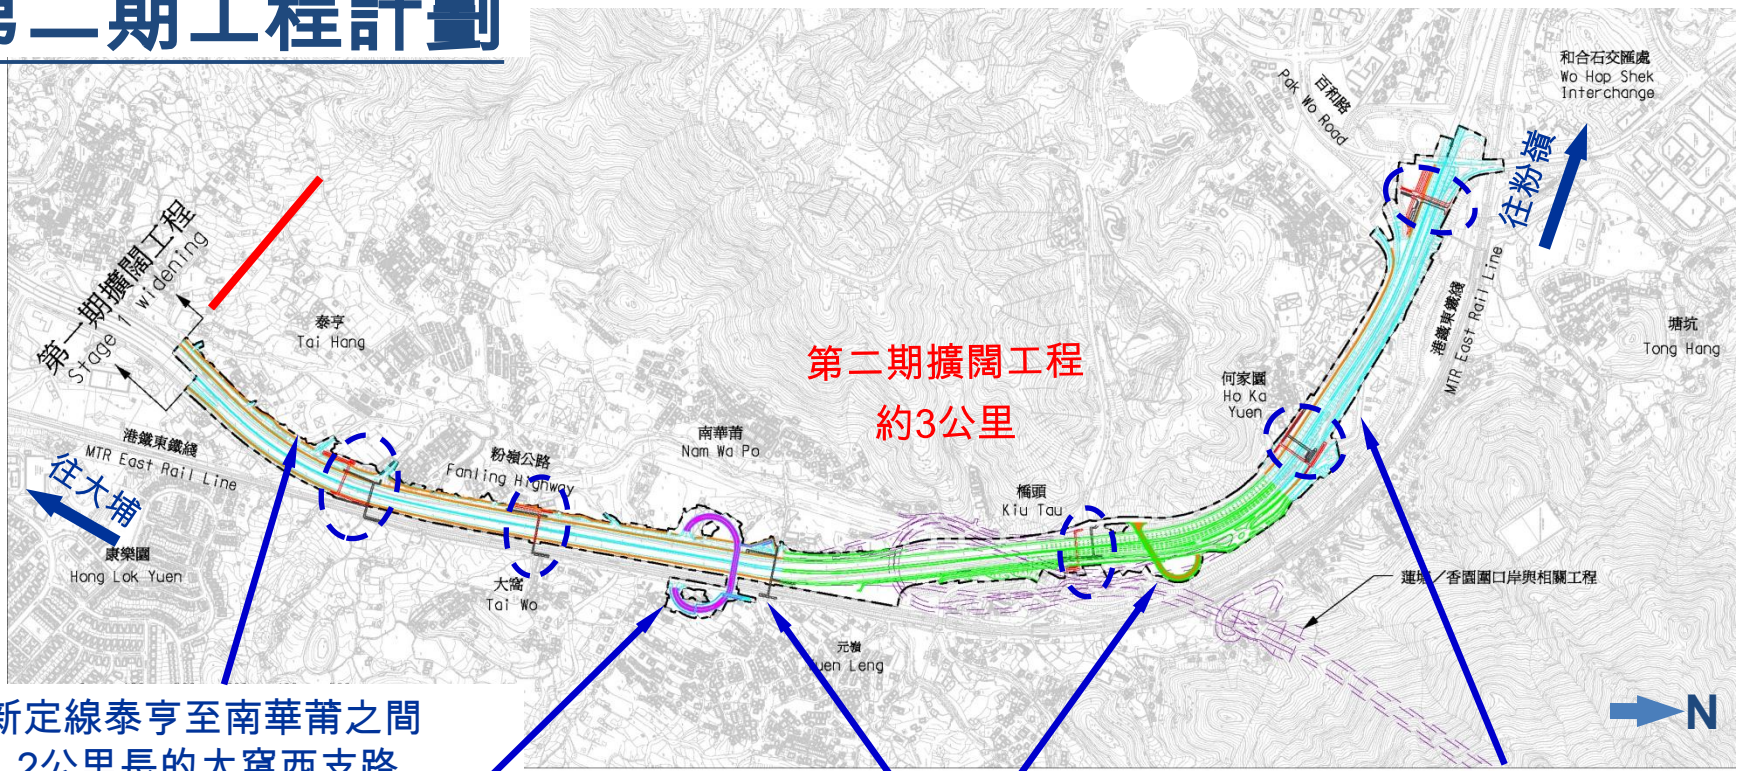 第二期工程計劃
和合石交匯處
Wo Hop Shek
Interchange
百和路
Pak Wo Road
往粉嶺
第一期擴闊工程
Stage 1 widening
泰亨
Tai Hang
港鐵東鐵綫
MTR East Rail Line
塘坑
Tong Hang
第二期擴闊工程
約3公里
何家園
Ho Ka
Yuen
南華莆
Nam Wa Po
港鐵東鐵綫
MTR East Rail Line
粉嶺公路
Fanling Highway
往大埔
橋頭
Kiu Tau
康樂園
Hong Lok Yuen
大窩
Tai Wo
蓮塘／香園圍口岸與相關工程
元嶺
Yuen Leng
新定線泰亨至南華莆之間
2公里長的大窩西支路
N